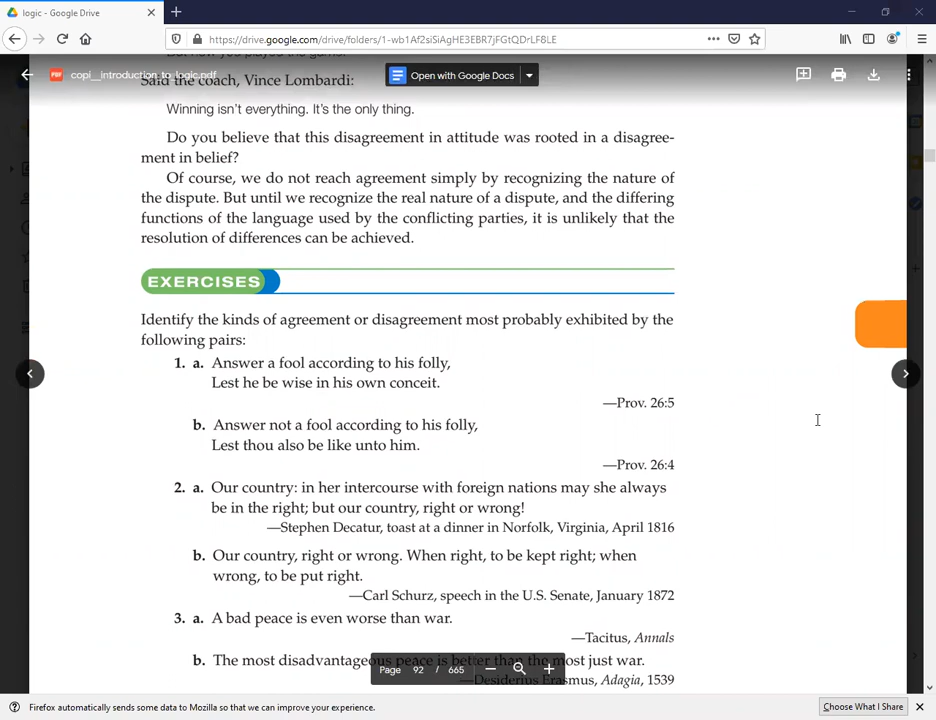 logic - Google Drive
https://drive.google.com/drive/folders/1-wb1Af2siSiAgHE3EBR7jFGtQDrLF8LE
copi__introduction_to_logic.pdf
Open with Google Docs
Said the coach, Vince Lombardi:
Winning isn't everything. It's the only thing.
Do you believe that this disagreement in attitude was rooted in a disagree-
ment in belief?
Of course, we do not reach agreement simply by recognizing the nature of
the dispute. But until we recognize the real nature of a dispute, and the differing
functions of the language used by the conflicting parties, it is unlikely that the
resolution of differences can be achieved.
EXERCISES
Identify the kinds of agreement or disagreement most probably exhibited by the
following pairs:
1. a. Answer a fool according to his folly,
Lest he be wise in his own conceit.
—Prov. 26:5
b. Answer not a fool according to his folly,
Lest thou also be like unto him.
—Prov. 26:4
2. a. Our country: in her intercourse with foreign nations may she always
be in the right; but our country, right or wrong!
—Stephen Decatur, toast at a dinner in Norfolk, Virginia, April 1816
b. Our country, right or wrong. When right, to be kept right; when
wrong, to be put right.
—Carl Schurz, speech in the U.S. Senate, January 1872
3. a. A bad peace is even worse than war.
—Tacitus, Annals
b. The most disadvantageous peace is better than the most just war.
Page 92 / 665
—Desiderius Erasmus, Adagia, 1539
Firefox automatically sends some data to Mozilla so that we can improve your experience.
Choose What I Share